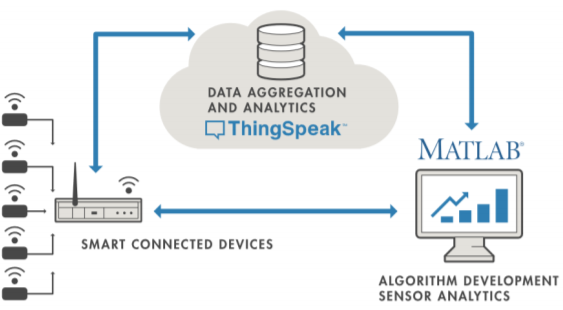 DATA AGGREGATION
AND ANALYTICS
ThingSpeak™
MATLAB®
SMART CONNECTED DEVICES
ALGORITHM DEVELOPMENT
SENSOR ANALYTICS